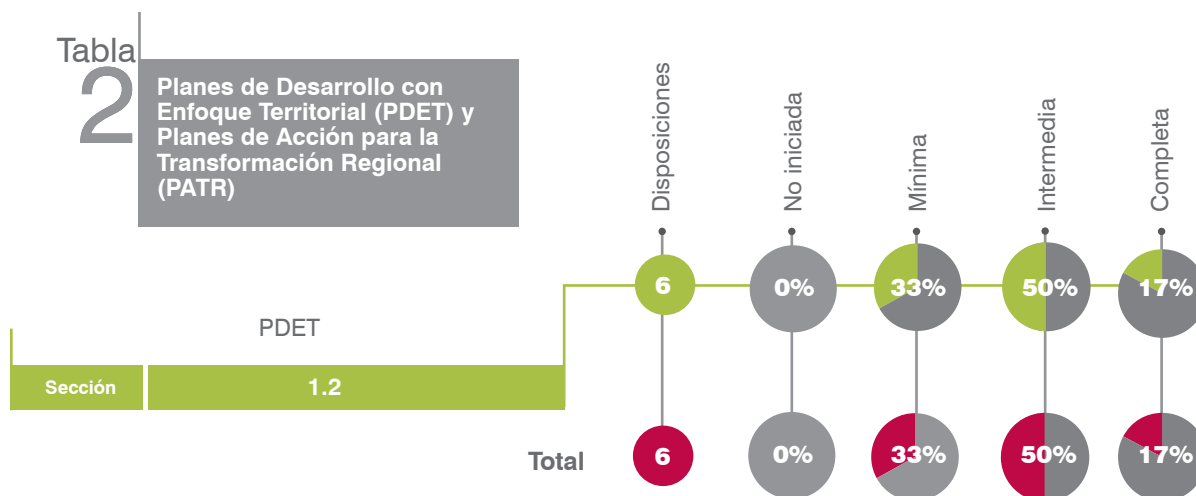 Tabla
2
Planes de Desarrollo con
Enfoque Territorial (PDET) y
Planes de Acción para la
Transformación Regional
(PATR)
Disposiciones
No iniciada
Mínima
Intermedia
Completa
6
0%
33%
50%
17%
PDET
Sección
1.2
Total
6
0%
33%
50%
17%